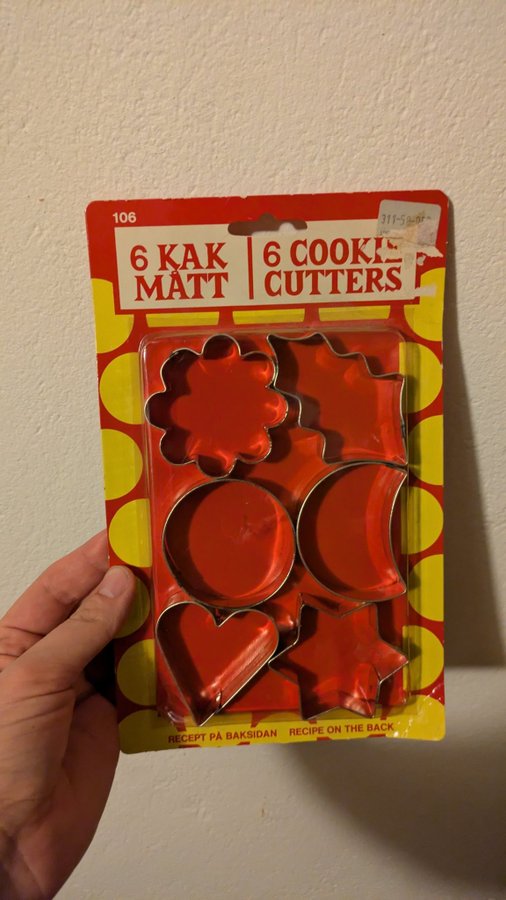 106
6 KAK
MÅTT
6 COOKIE
CUTTERS
RECEPT PÅ BAKSIDAN
RECIPE ON THE BACK